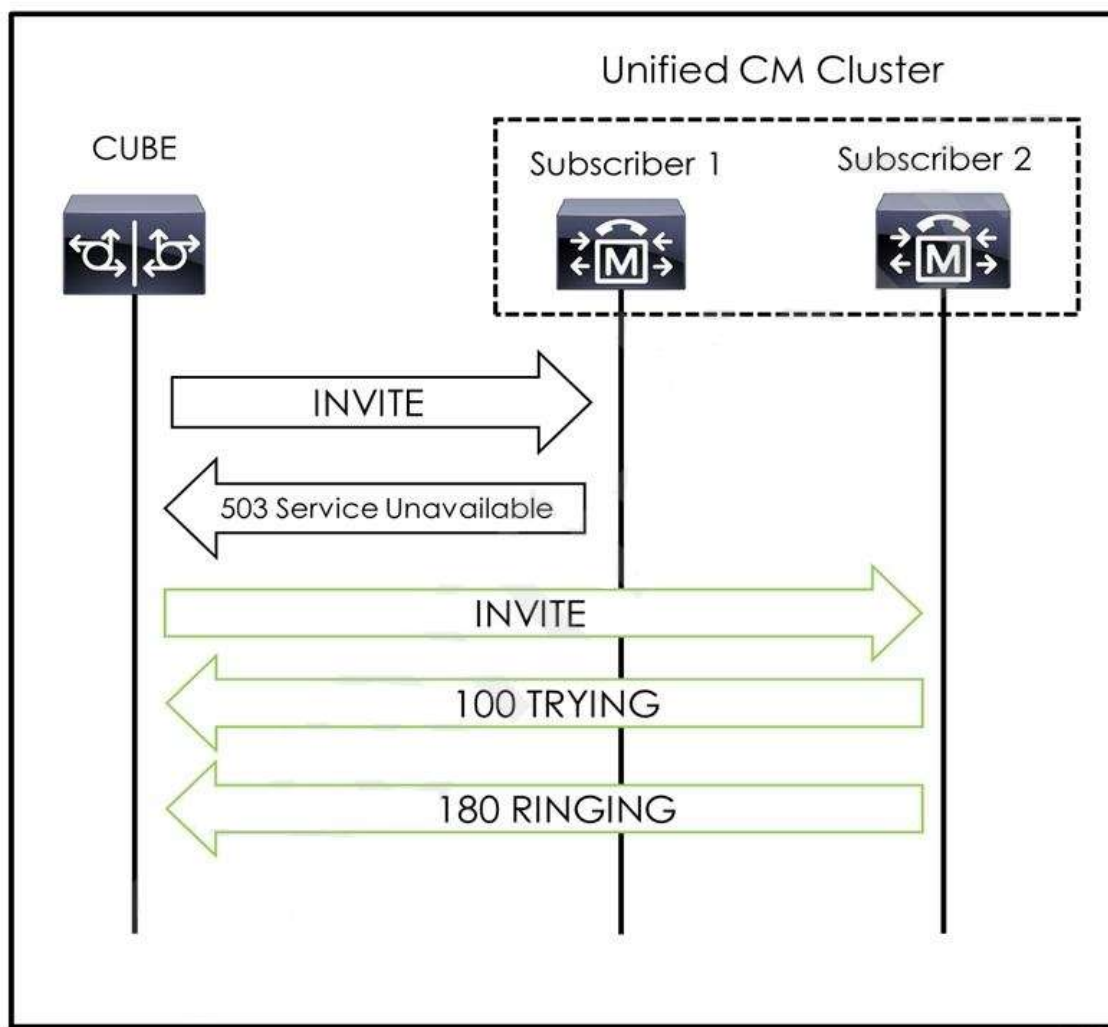 Unified CM Cluster
CUBE
Subscriber 1
Subscriber 2
M
M
INVITE
503 Service Unavailable
INVITE
100 TRYING
180 RINGING